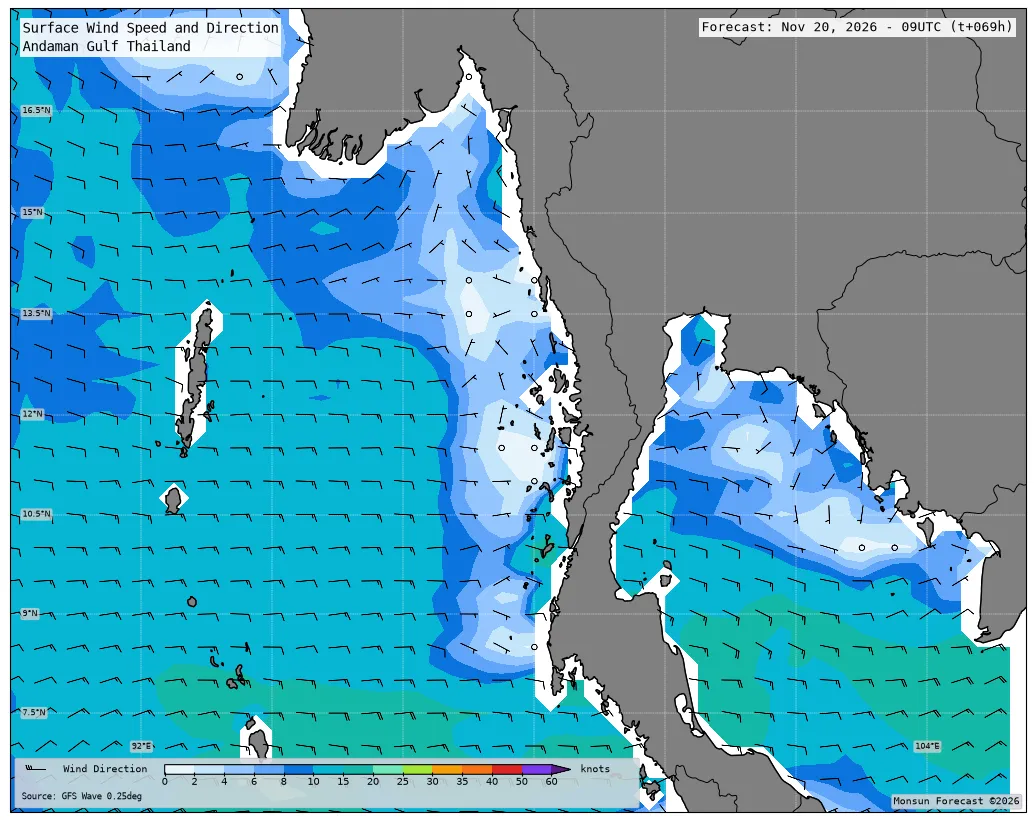 Surface Wind Speed and Direction
Andaman Gulf Thailand
Forecast: Nov 20, 2026 - 09UTC (t+069h)
16.5°N
15°N
13.5°N
12°N
10.5°N
9°N
7.5°N
92°E
104°E
Wind Direction
0 2 4 6 8 10 15 20 25 30 35 40 50 60 knots
Source: GFS Wave 0.25deg
Monsun Forecast ©2026